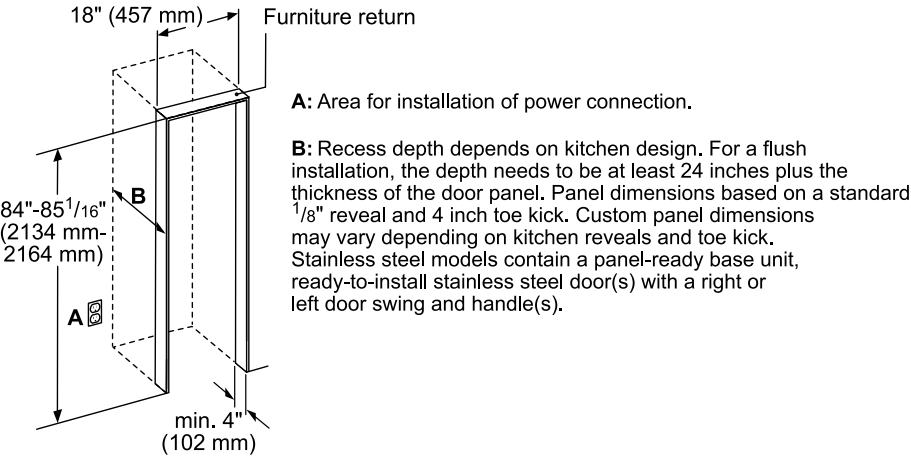 18" (457 mm)
Furniture return
A: Area for installation of power connection.
B: Recess depth depends on kitchen design. For a flush
installation, the depth needs to be at least 24 inches plus the
thickness of the door panel. Panel dimensions based on a standard
1/8" reveal and 4 inch toe kick. Custom panel dimensions
may vary depending on kitchen reveals and toe kick.
Stainless steel models contain a panel-ready base unit,
ready-to-install stainless steel door(s) with a right or
left door swing and handle(s).
B
84"-85 1/16"
(2134 mm-
2164 mm)
A
min. 4"
(102 mm)